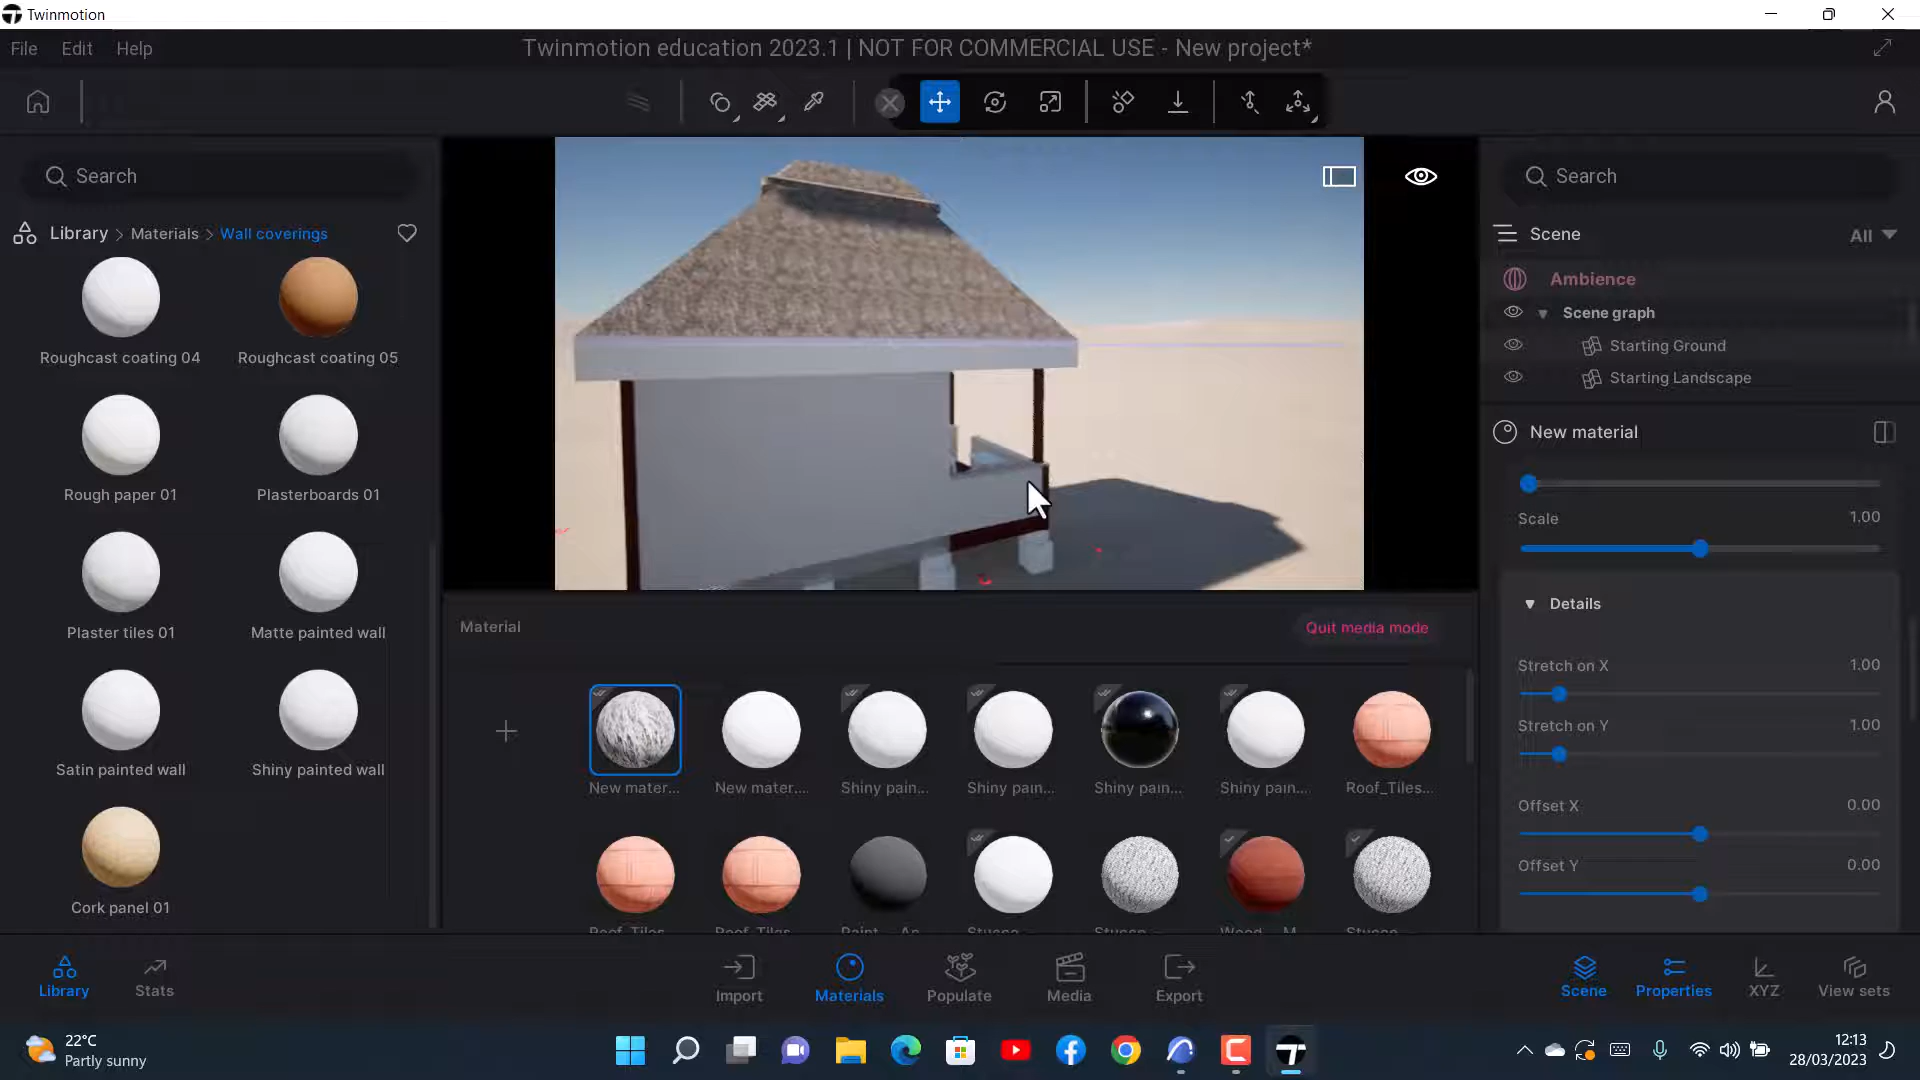 Twinmotion
File Edit Help
Twinmotion education 2023.1 | NOT FOR COMMERCIAL USE - New project*
Search
Library > Materials > Wall coverings
Roughcast coating 04
Roughcast coating 05
Rough paper 01
Plasterboards 01
Plaster tiles 01
Matte painted wall
Satin painted wall
Shiny painted wall
Cork panel 01
Search
Scene
All
Ambience
Scene graph
Starting Ground
Starting Landscape
New material
Scale 1.00
Details
Stretch on X 1.00
Stretch on Y 1.00
Offset X 0.00
Offset Y 0.00
Material
Quit media mode
New mater...
New mater....
Shiny pain...
Shiny pain...
Shiny pain...
Shiny pain...
Roof_Tiles...
Library
Stats
Import
Materials
Populate
Media
Export
Scene
Properties
XYZ
View sets
22°C
Partly sunny
12:13
28/03/2023